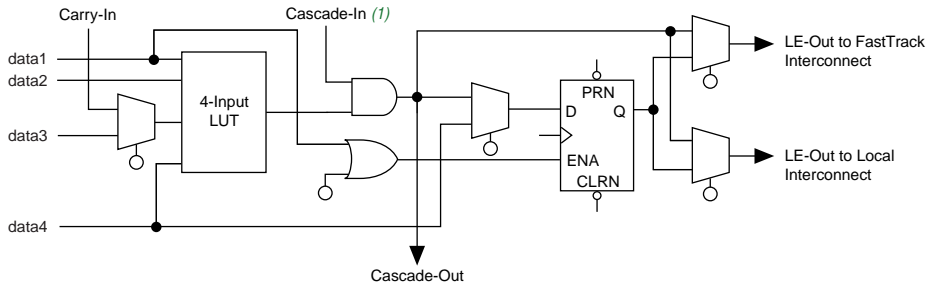 Carry-In
Cascade-In (1)
data1
data2
data3
data4
4-Input
LUT
PRN
D Q
ENA
CLRN
LE-Out to FastTrack
Interconnect
LE-Out to Local
Interconnect
Cascade-Out